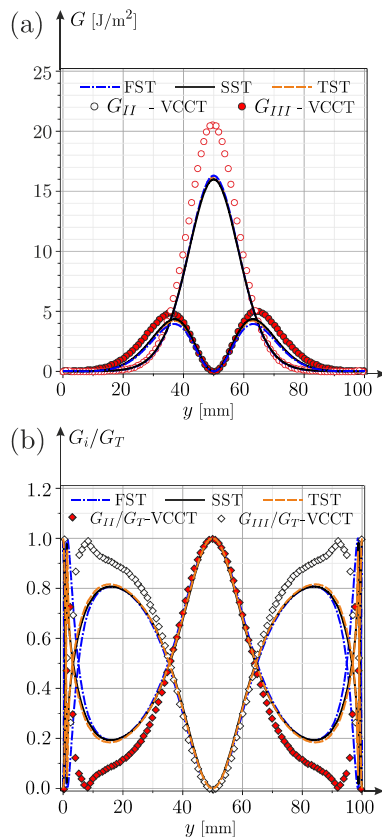 (a)
G [J/m²]
FST SST TST
G_II - VCCT G_III - VCCT
25
20
15
10
5
0
0 20 40 60 80 100
y [mm]
(b)
G_i/G_T
1.2
FST SST TST
G_II/G_T-VCCT G_III/G_T-VCCT
1.0
0.8
0.6
0.4
0.2
0.0
0 20 40 60 80 100
y [mm]